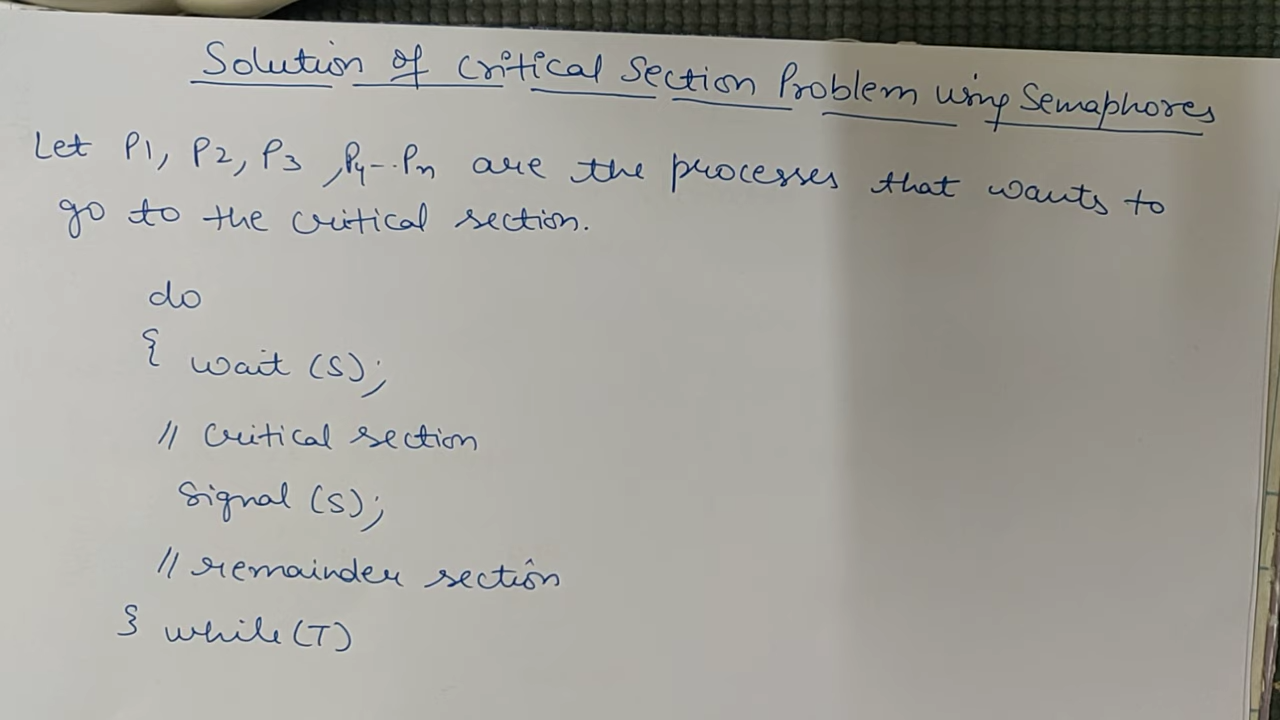 Solution of Critical Section Problem using Semaphores
Let P1, P2, P3, P4-..Pn are the processes that wants to
go to the critical section.
do
{ wait (S);
// critical section
Signal (S);
// remainder section
} while (T)